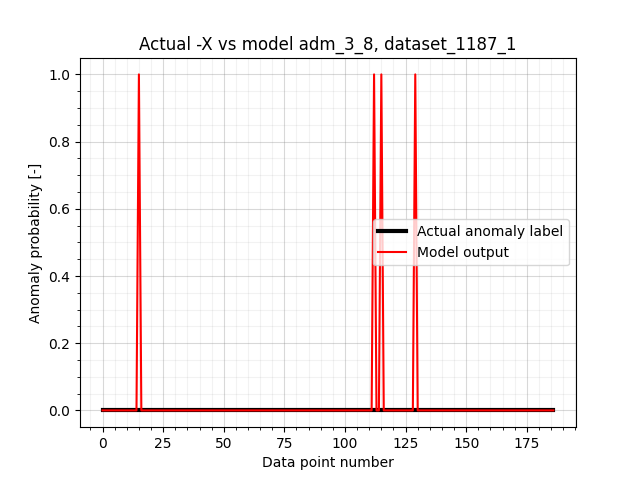 Actual -X vs model adm_3_8, dataset_1187_1
1.0
0.8
0.6
0.4
0.2
0.0
Anomaly probability [-]
Actual anomaly label
Model output
0 25 50 75 100 125 150 175
Data point number